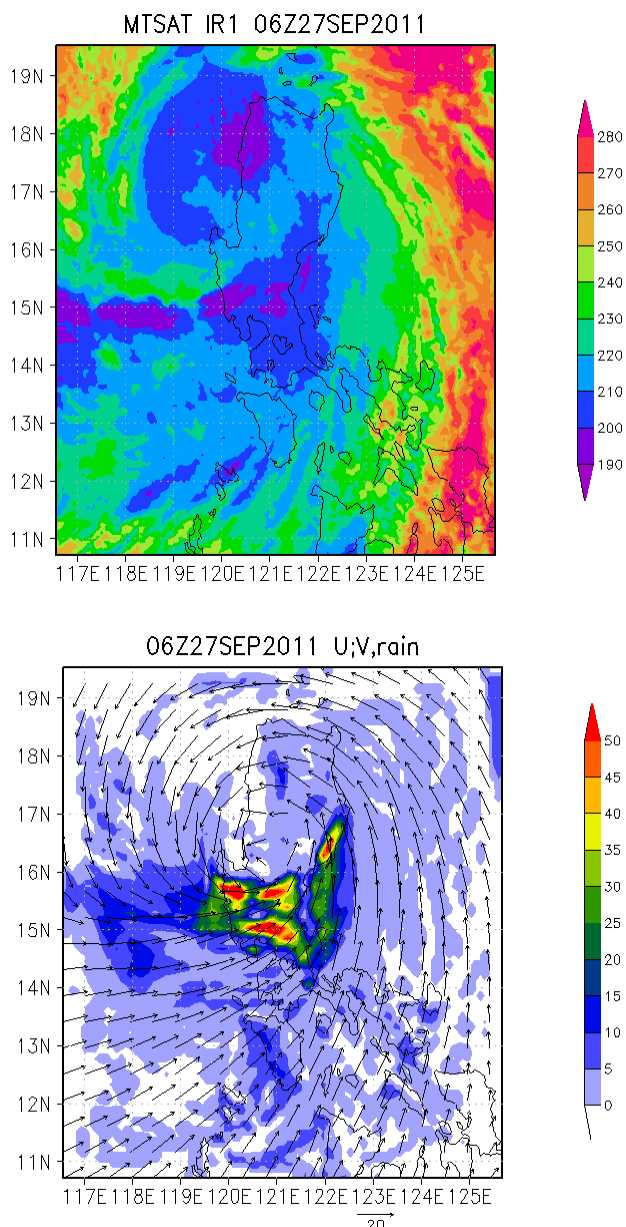 MTSAT IR1 06Z27SEP2011
19N
18N
17N
16N
15N
14N
13N
12N
11N
117E 118E 119E 120E 121E 122E 123E 124E 125E
280
270
260
250
240
230
220
210
200
190
06Z27SEP2011 U;V,rain
19N
18N
17N
16N
15N
14N
13N
12N
11N
117E 118E 119E 120E 121E 122E 123E 124E 125E
50
45
40
35
30
25
20
15
10
5
0
20